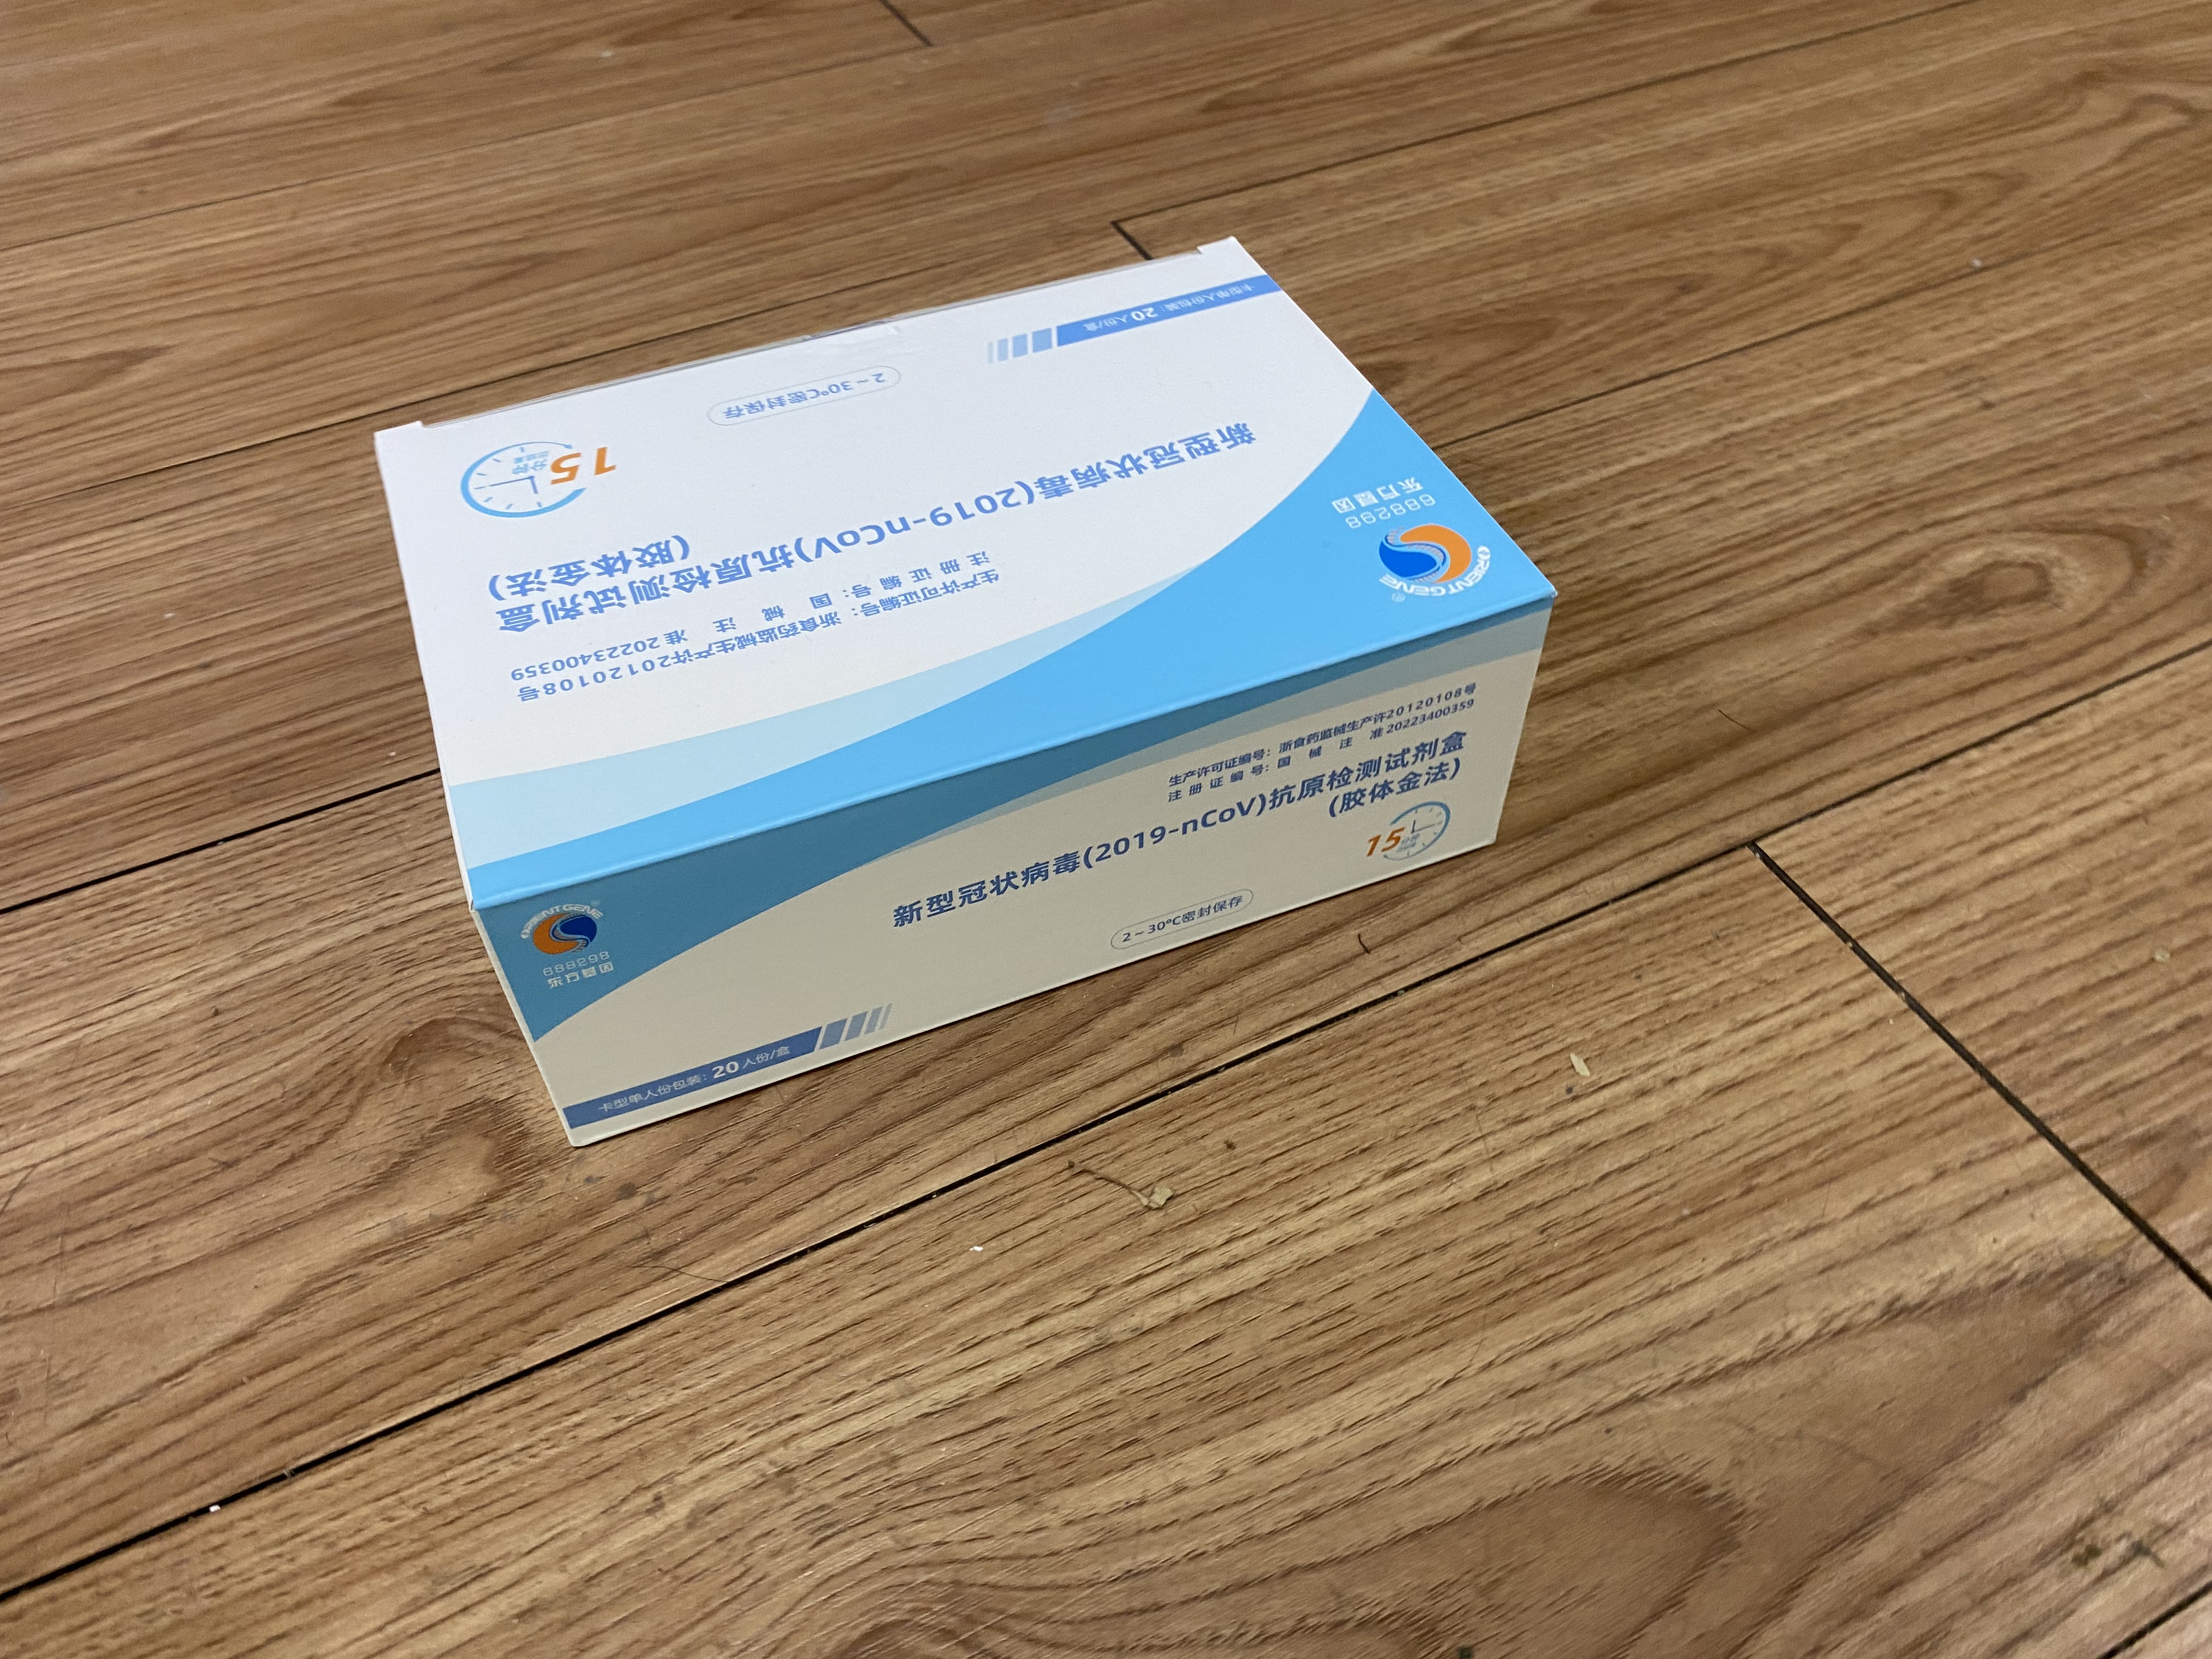 卡型单人份包装：20人份/盒
2~30℃密封保存
15
分钟
新型冠状病毒(2019-nCoV)抗原检测试剂盒
(胶体金法)
注册证编号：国械注准20223400359
生产许可证编号：浙食药监械生产许20120108号
ORIENT GENE®
688298
东方基因
生产许可证编号：浙食药监械生产许20120108号
注册证编号：国械注准20223400359
新型冠状病毒(2019-nCoV)抗原检测试剂盒
(胶体金法)
15
2~30℃密封保存
ORIENT GENE
688298
东方基因
卡型单人份包装：20人份/盒